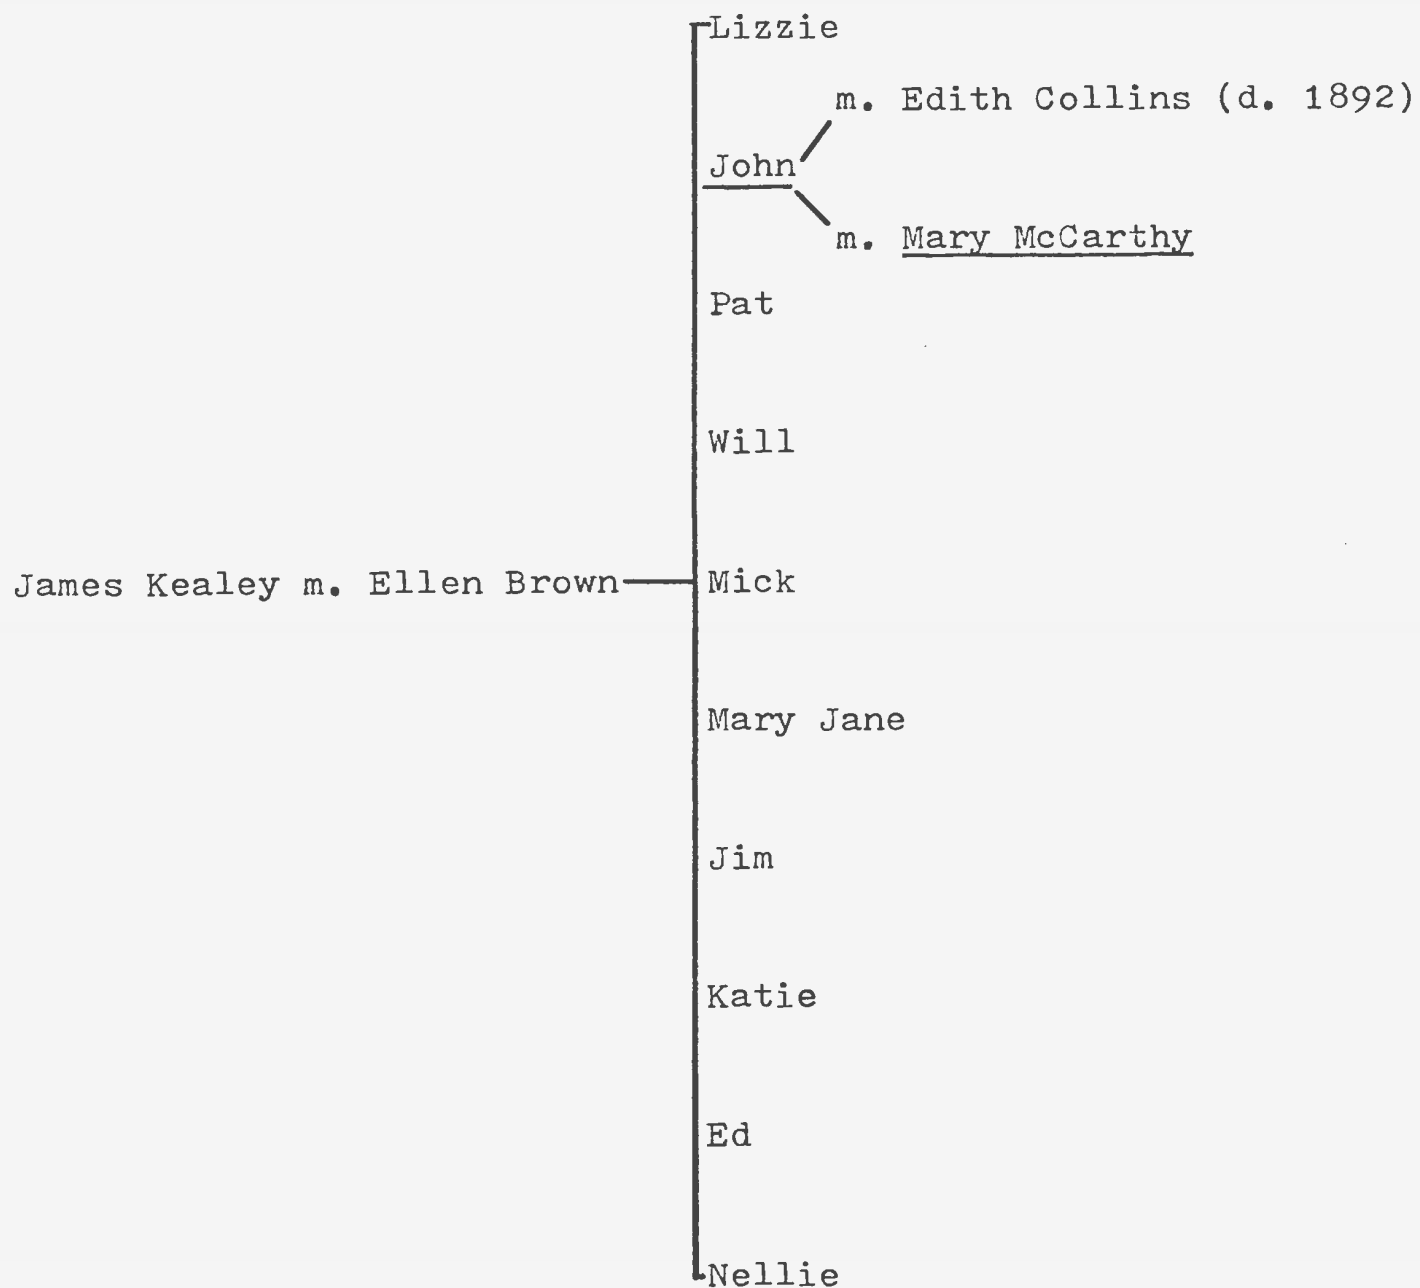 Lizzie
m. Edith Collins (d. 1892)
John
m. Mary McCarthy
Pat
Will
James Kealey m. Ellen Brown
Mick
Mary Jane
Jim
Katie
Ed
Nellie